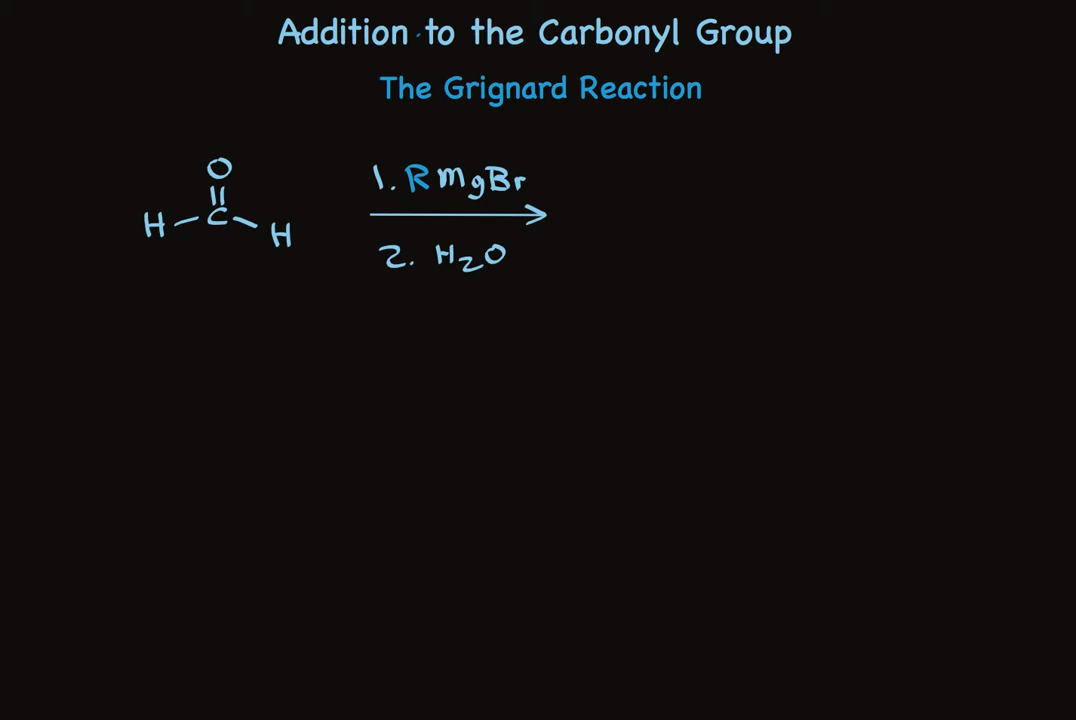 Addition to the Carbonyl Group
The Grignard Reaction
O
H C H
1. RMgBr
2. H2O